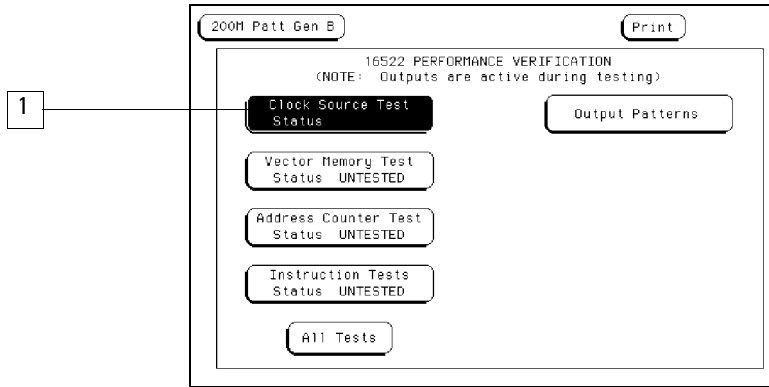 200M Patt Gen B
Print
16522 PERFORMANCE VERIFICATION
(NOTE: Outputs are active during testing)
1
Clock Source Test
Status
Output Patterns
Vector Memory Test
Status UNTESTED
Address Counter Test
Status UNTESTED
Instruction Tests
Status UNTESTED
All Tests